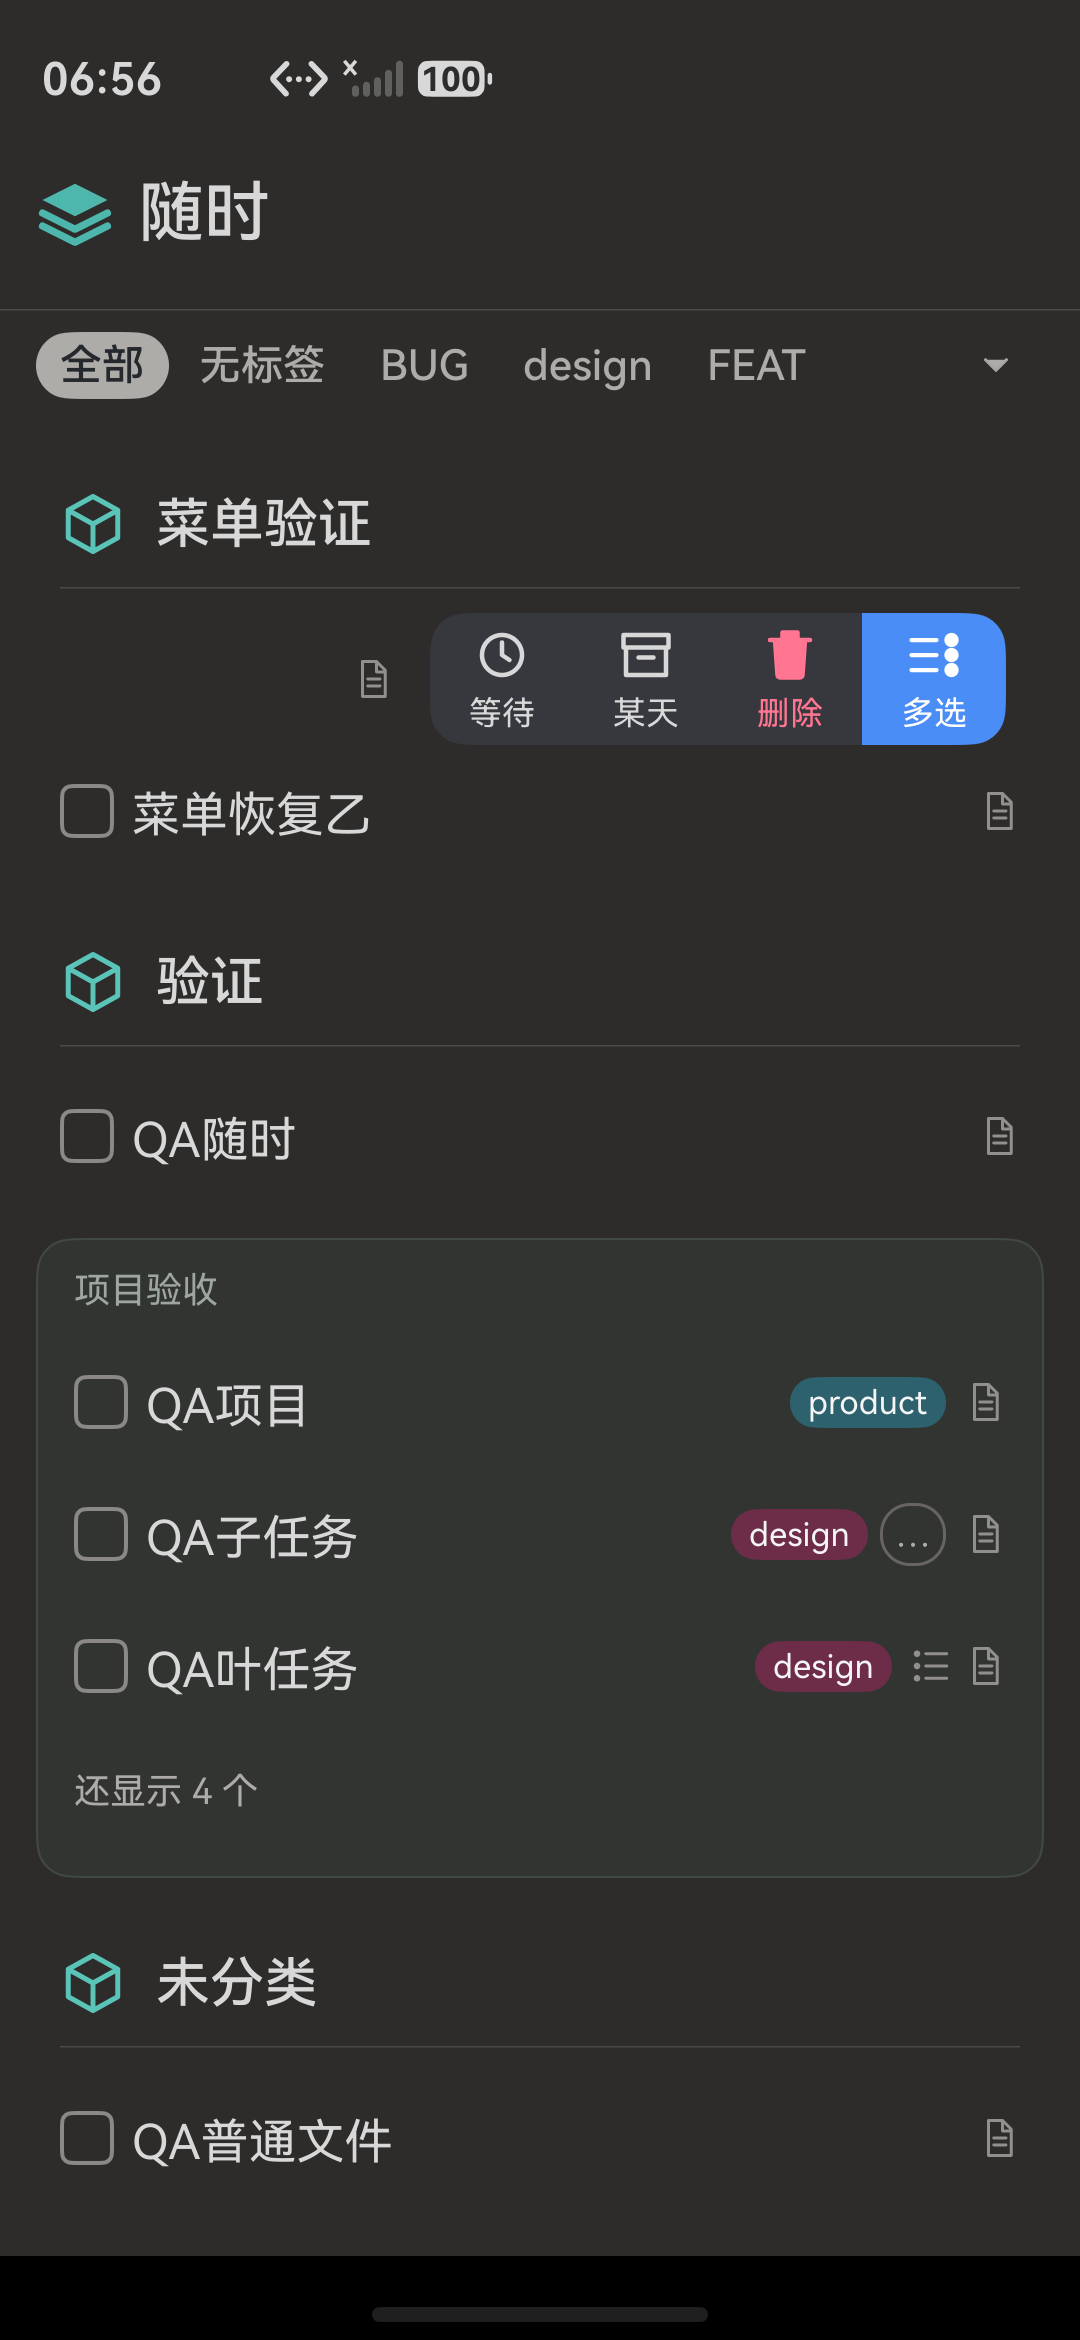 06:56
100
随时
全部 无标签 BUG design FEAT
菜单验证
等待 某天 删除 多选
菜单恢复乙
验证
QA随时
项目验收
QA项目 product
QA子任务 design ...
QA叶任务 design
还显示 4 个
未分类
QA普通文件